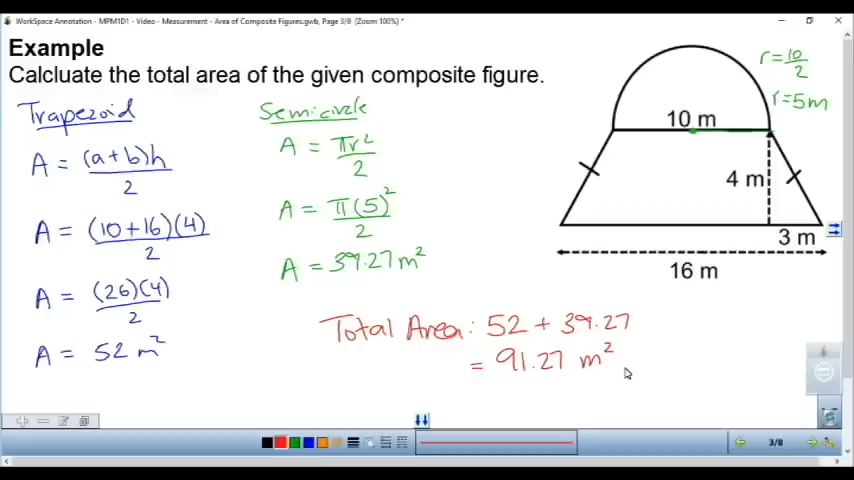 WorkSpace Annotation - MPM1D1 - Video - Measurement - Area of Composite Figures.gwb, Page 3/8 (Zoom 100%) *
Example
Calcluate the total area of the given composite figure.
Trapezoid
A = (a+b)h / 2
A = (10+16)(4) / 2
A = (26)(4) / 2
A = 52 m²
Semicircle
A = πr² / 2
A = π(5)² / 2
A = 39.27 m²
r = 10/2
r = 5m
10 m
4 m
3 m
16 m
Total Area: 52 + 39.27
= 91.27 m²
3/8